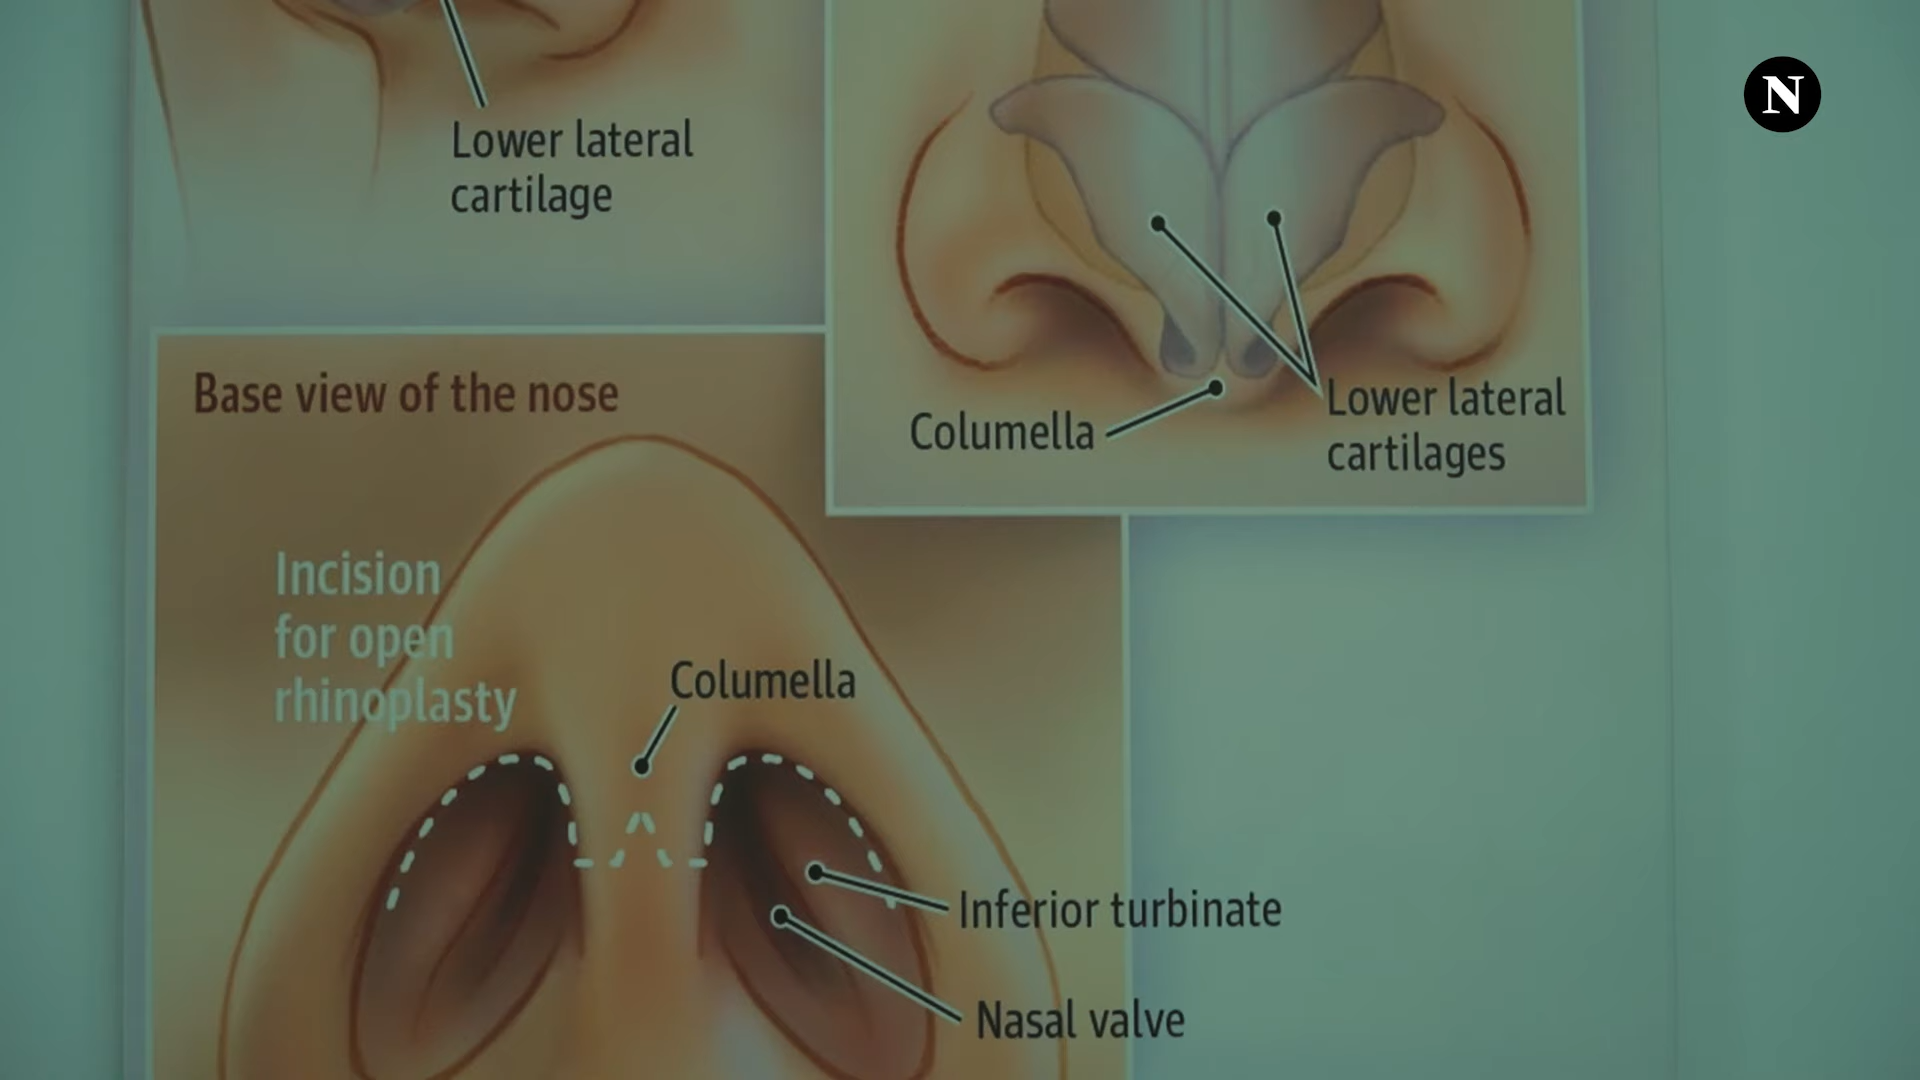 Lower lateral
cartilage
N
Columella
Lower lateral
cartilages
Base view of the nose
Incision
for open
rhinoplasty
Columella
Inferior turbinate
Nasal valve